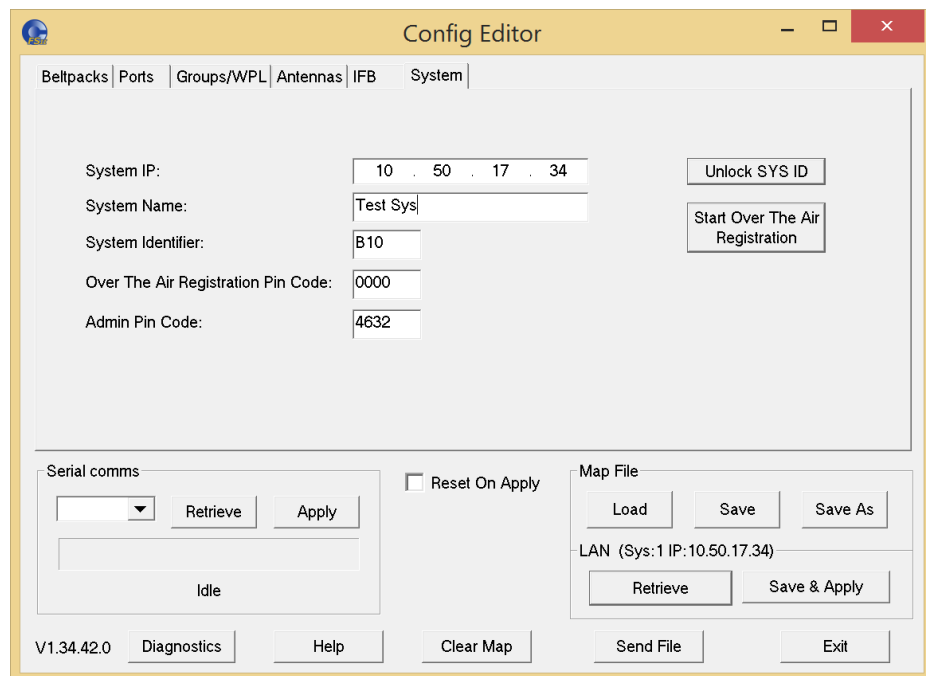 Config Editor
Beltpacks Ports Groups/WPL Antennas IFB System
System IP: 10 . 50 . 17 . 34
Unlock SYS ID
System Name: Test Sys
Start Over The Air
Registration
System Identifier: B10
Over The Air Registration Pin Code: 0000
Admin Pin Code: 4632
Serial comms
Retrieve Apply
Idle
Reset On Apply
Map File
Load Save Save As
LAN (Sys:1 IP:10.50.17.34)
Retrieve Save & Apply
V1.34.42.0 Diagnostics Help Clear Map Send File Exit